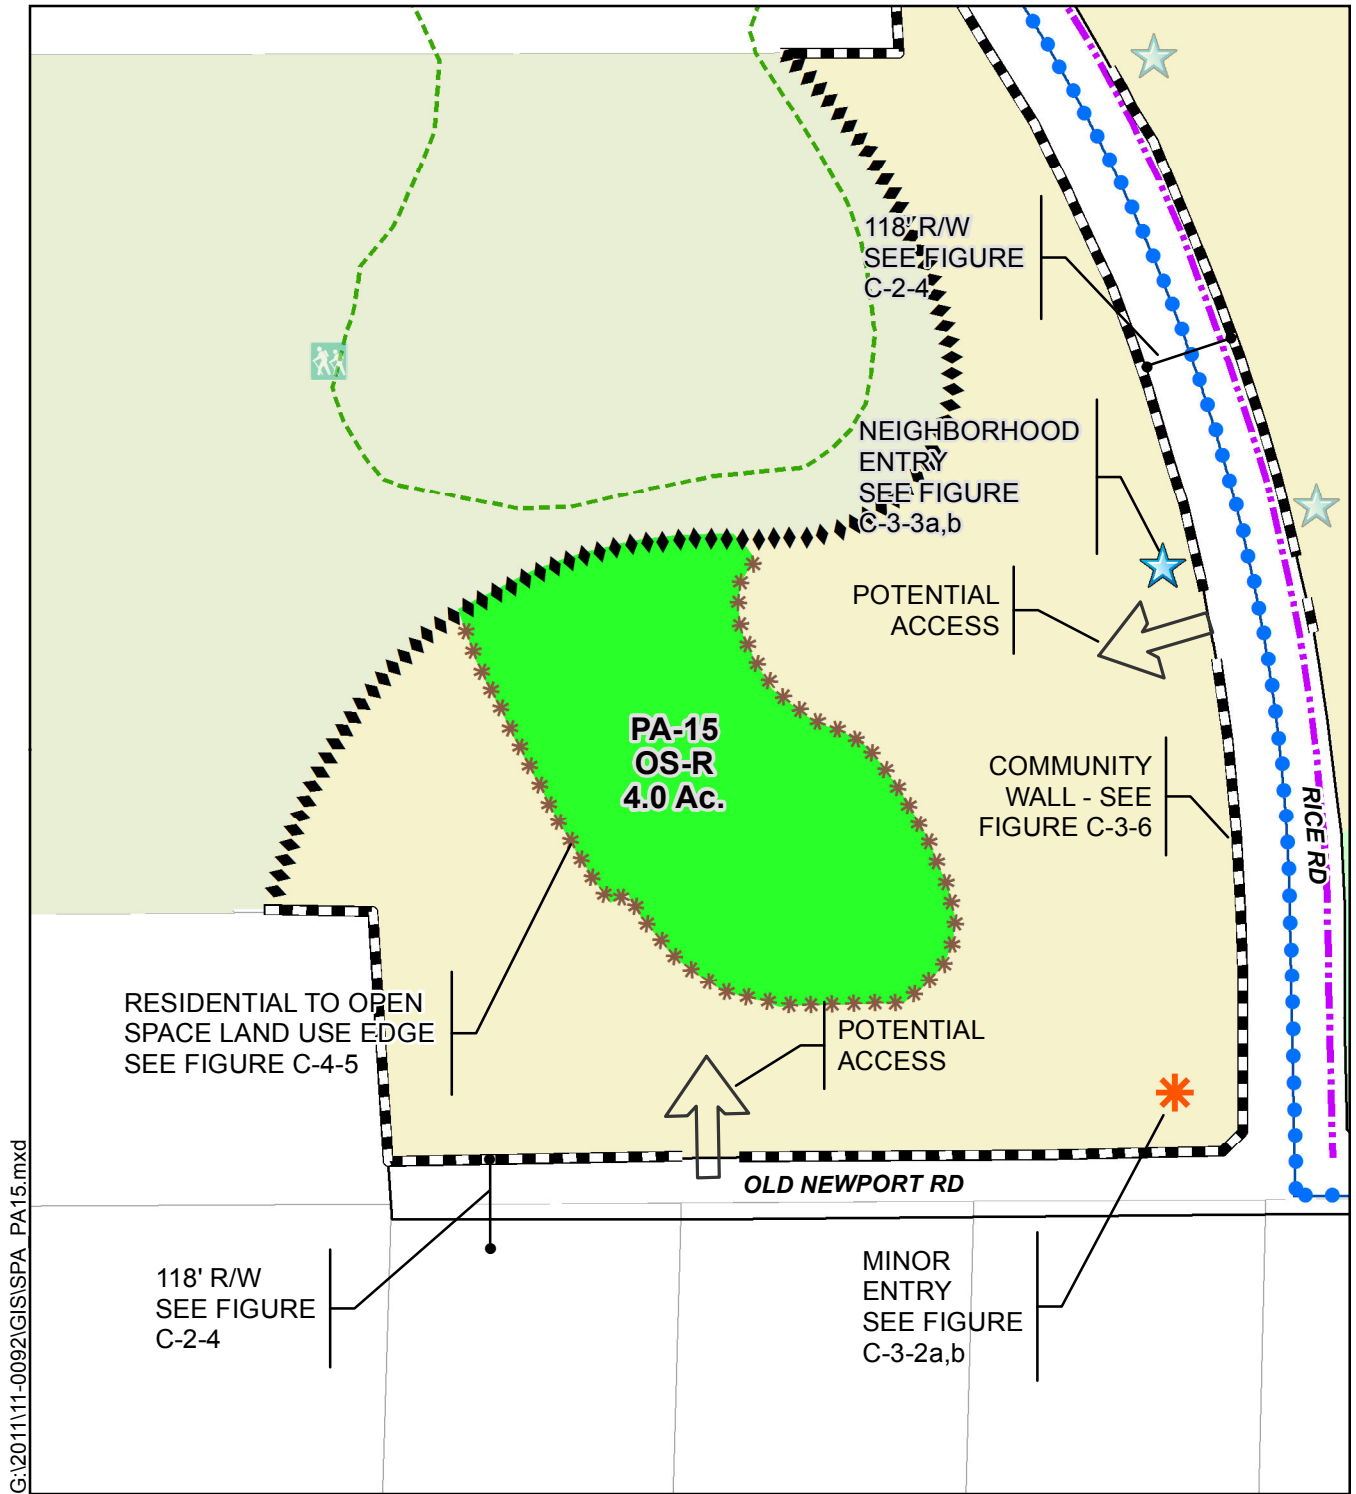 118' R/W
SEE FIGURE
C-2-4
NEIGHBORHOOD
ENTRY
SEE FIGURE
C-3-3a,b
POTENTIAL
ACCESS
PA-15
OS-R
4.0 Ac.
COMMUNITY
WALL - SEE
FIGURE C-3-6
RICE RD
RESIDENTIAL TO OPEN
SPACE LAND USE EDGE
SEE FIGURE C-4-5
POTENTIAL
ACCESS
OLD NEWPORT RD
118' R/W
SEE FIGURE
C-2-4
MINOR
ENTRY
SEE FIGURE
C-3-2a,b
G:\2011\11-0092\GIS\SPA_PA15.mxd